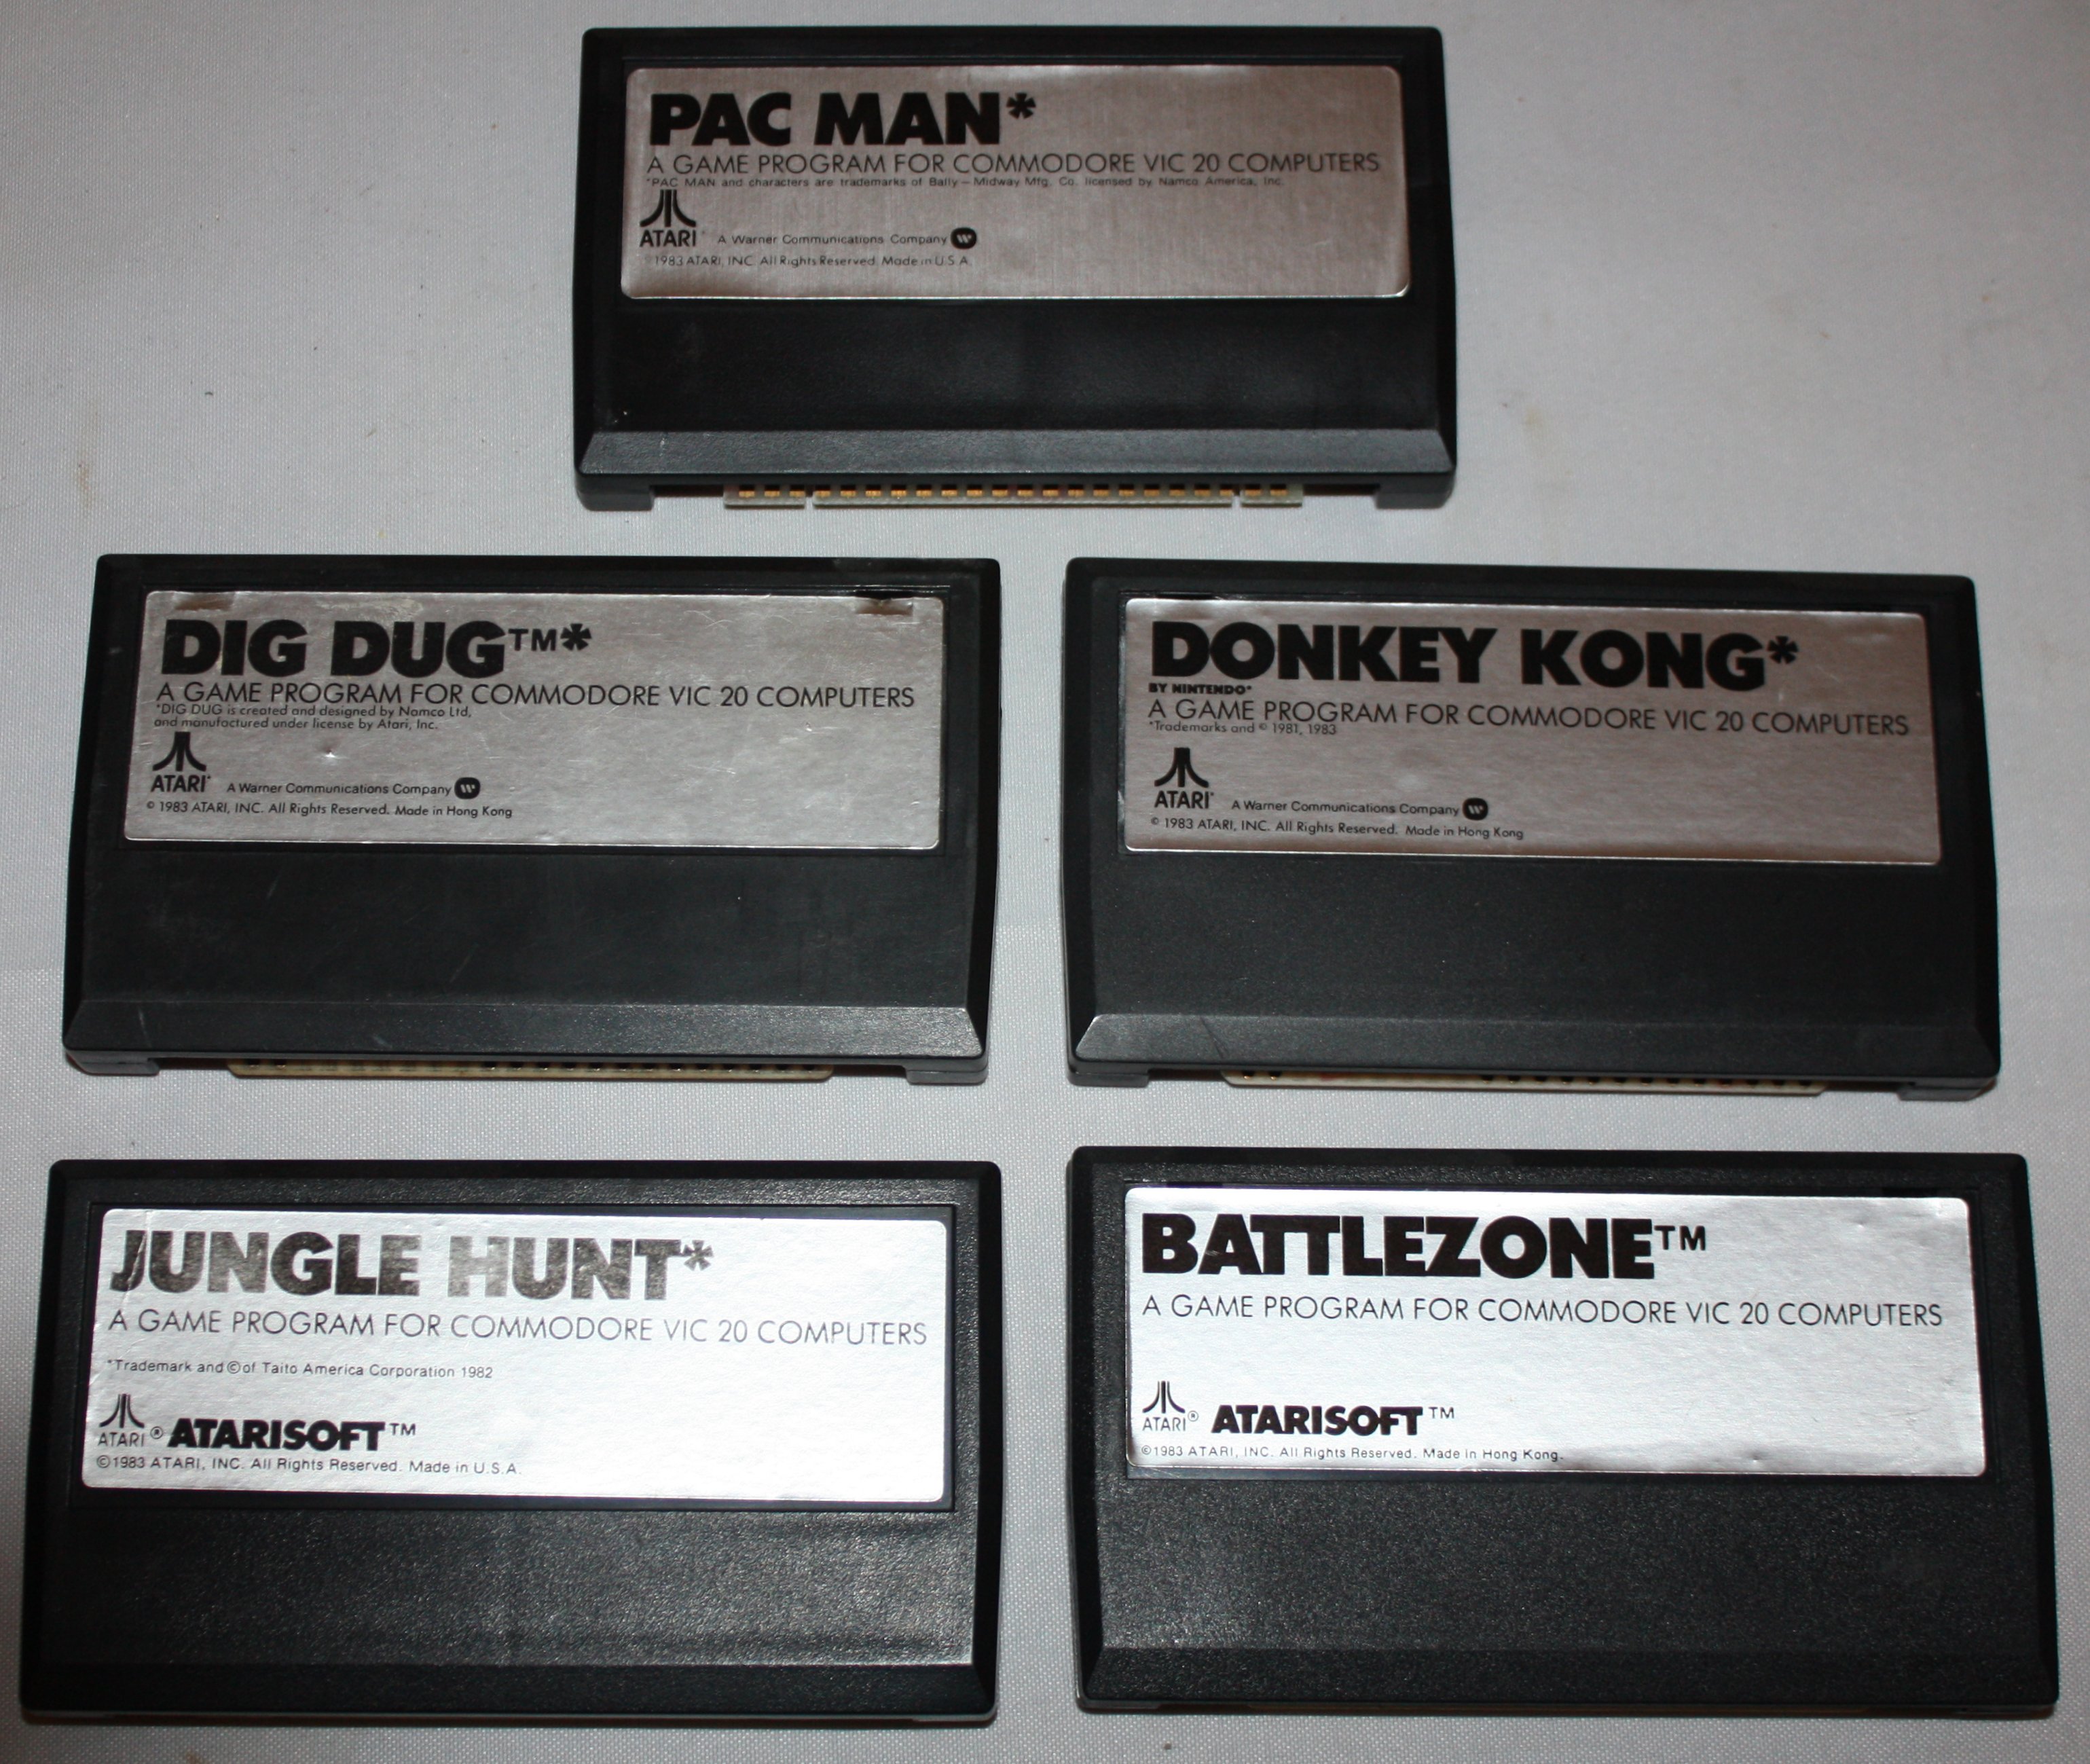 PAC MAN*
A GAME PROGRAM FOR COMMODORE VIC 20 COMPUTERS
*PAC MAN and characters are trademarks of Bally – Midway Mfg. Co. licensed by Namco America, Inc.
ATARI® A Warner Communications Company W
©1983 ATARI, INC. All Rights Reserved. Made in U.S.A.
DIG DUG™*
A GAME PROGRAM FOR COMMODORE VIC 20 COMPUTERS
*DIG DUG is created and designed by Namco Ltd,
and manufactured under license by Atari, Inc.
ATARI® A Warner Communications Company W
© 1983 ATARI, INC. All Rights Reserved. Made in Hong Kong
DONKEY KONG*
BY NINTENDO*
A GAME PROGRAM FOR COMMODORE VIC 20 COMPUTERS
*Trademarks and © 1981, 1983
ATARI® A Warner Communications Company W
© 1983 ATARI, INC. All Rights Reserved. Made in Hong Kong
JUNGLE HUNT*
A GAME PROGRAM FOR COMMODORE VIC 20 COMPUTERS
*Trademark and © of Taito America Corporation 1982
ATARI® ATARISOFT™
©1983 ATARI, INC. All Rights Reserved. Made in U.S.A.
BATTLEZONE™
A GAME PROGRAM FOR COMMODORE VIC 20 COMPUTERS
ATARI® ATARISOFT™
©1983 ATARI, INC. All Rights Reserved. Made in Hong Kong.